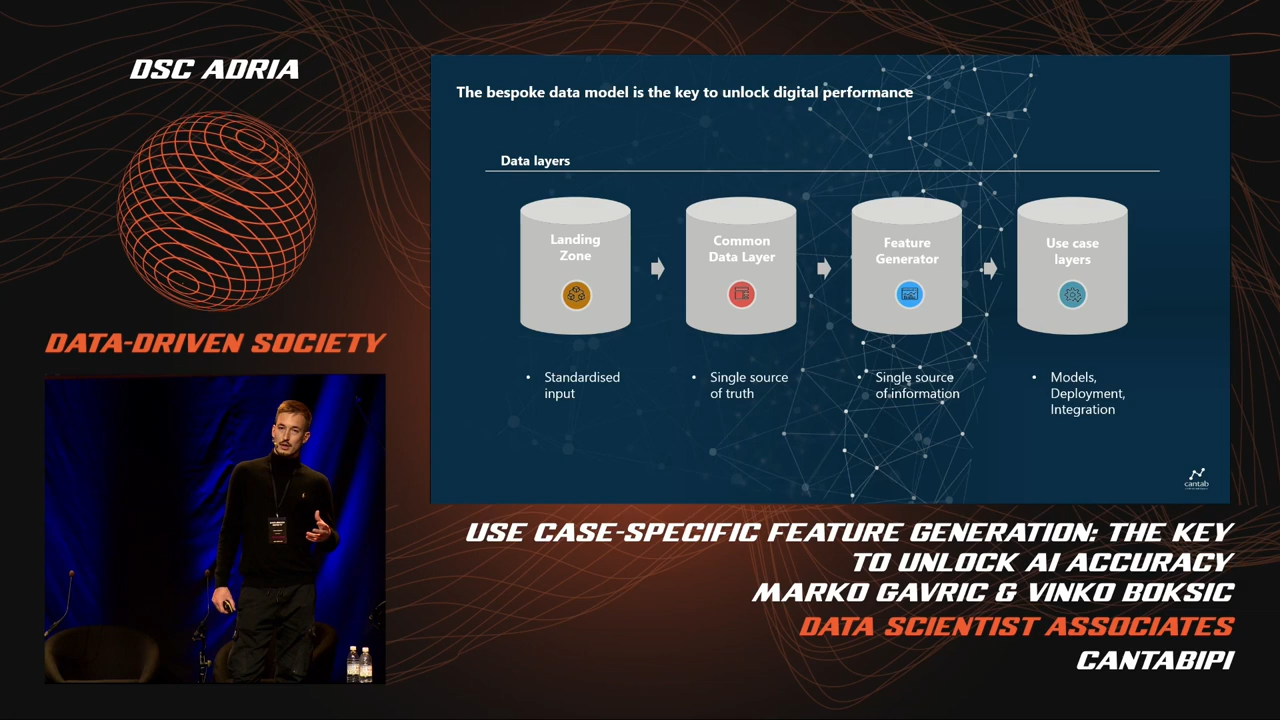 DSC ADRIA
DATA-DRIVEN SOCIETY
The bespoke data model is the key to unlock digital performance
Data layers
Landing
Zone
Common
Data Layer
Feature
Generator
Use case
layers
• Standardised
input
• Single source
of truth
• Single source
of information
• Models,
Deployment,
Integration
cantab
USE CASE-SPECIFIC FEATURE GENERATION: THE KEY
TO UNLOCK AI ACCURACY
MARKO GAVRIC & VINKO BOKSIC
DATA SCIENTIST ASSOCIATES
CANTABIPI